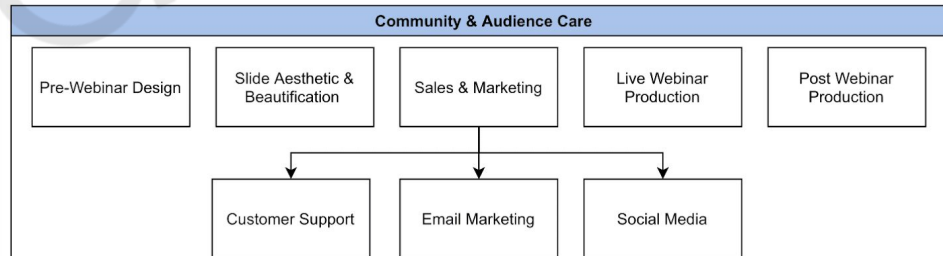 Community & Audience Care
Pre-Webinar Design
Slide Aesthetic &
Beautification
Sales & Marketing
Live Webinar
Production
Post Webinar
Production
Customer Support
Email Marketing
Social Media